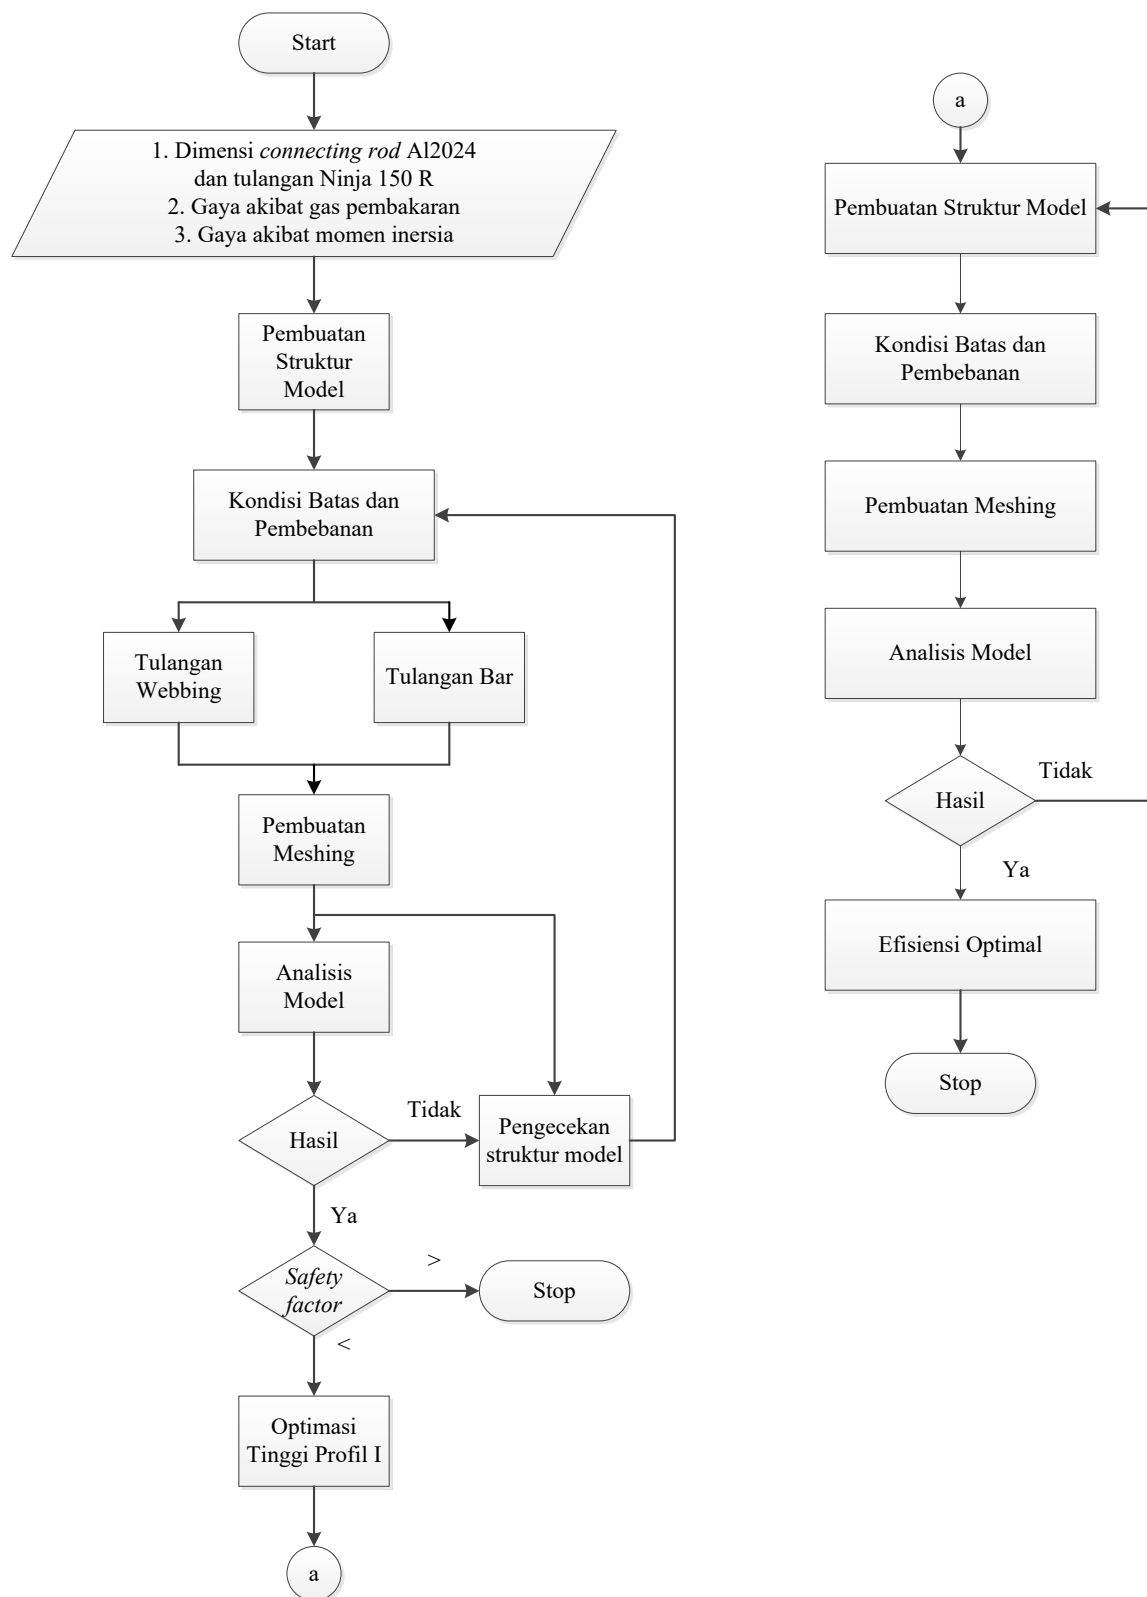 Start
1. Dimensi connecting rod Al2024
dan tulangan Ninja 150 R
2. Gaya akibat gas pembakaran
3. Gaya akibat momen inersia
Pembuatan
Struktur
Model
Kondisi Batas dan
Pembebanan
Tulangan
Webbing
Tulangan Bar
Pembuatan
Meshing
Analisis
Model
Hasil
Tidak
Pengecekan
struktur model
Ya
Safety
factor
>
Stop
<
Optimasi
Tinggi Profil I
a
a
Pembuatan Struktur Model
Kondisi Batas dan
Pembebanan
Pembuatan Meshing
Analisis Model
Hasil
Tidak
Ya
Efisiensi Optimal
Stop